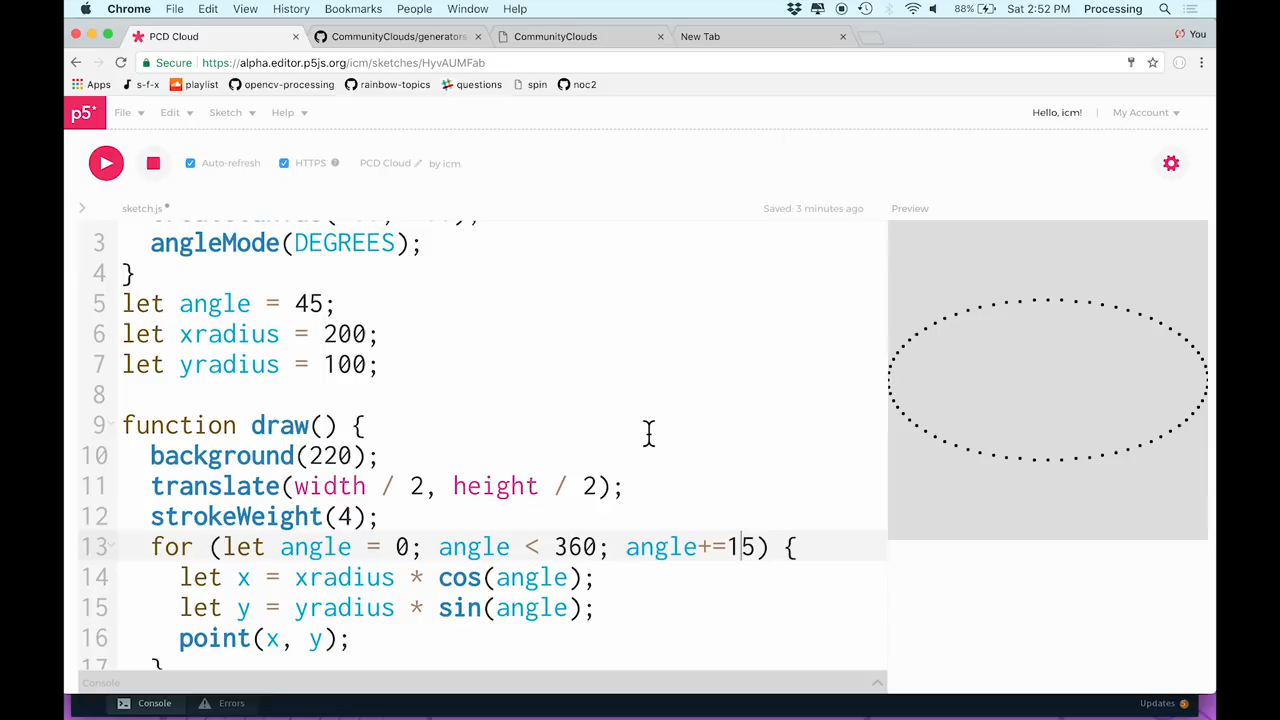 Chrome File Edit View History Bookmarks People Window Help 88% Sat 2:52 PM Processing
PCD Cloud × CommunityClouds/generators × CommunityClouds × New Tab × You
Secure https://alpha.editor.p5js.org/icm/sketches/HyvAUMFab
Apps s-f-x playlist opencv-processing rainbow-topics questions spin noc2
p5* File Edit Sketch Help Hello, icm! | My Account
Auto-refresh HTTPS ? PCD Cloud by icm
sketch.js Saved: 3 minutes ago Preview
3 angleMode(DEGREES);
4 }
5 let angle = 45;
6 let xradius = 200;
7 let yradius = 100;
8
9 function draw() {
10 background(220);
11 translate(width / 2, height / 2);
12 strokeWeight(4);
13 for (let angle = 0; angle < 360; angle+=15) {
14 let x = xradius * cos(angle);
15 let y = yradius * sin(angle);
16 point(x, y);
17 }
Console
Console Errors Updates